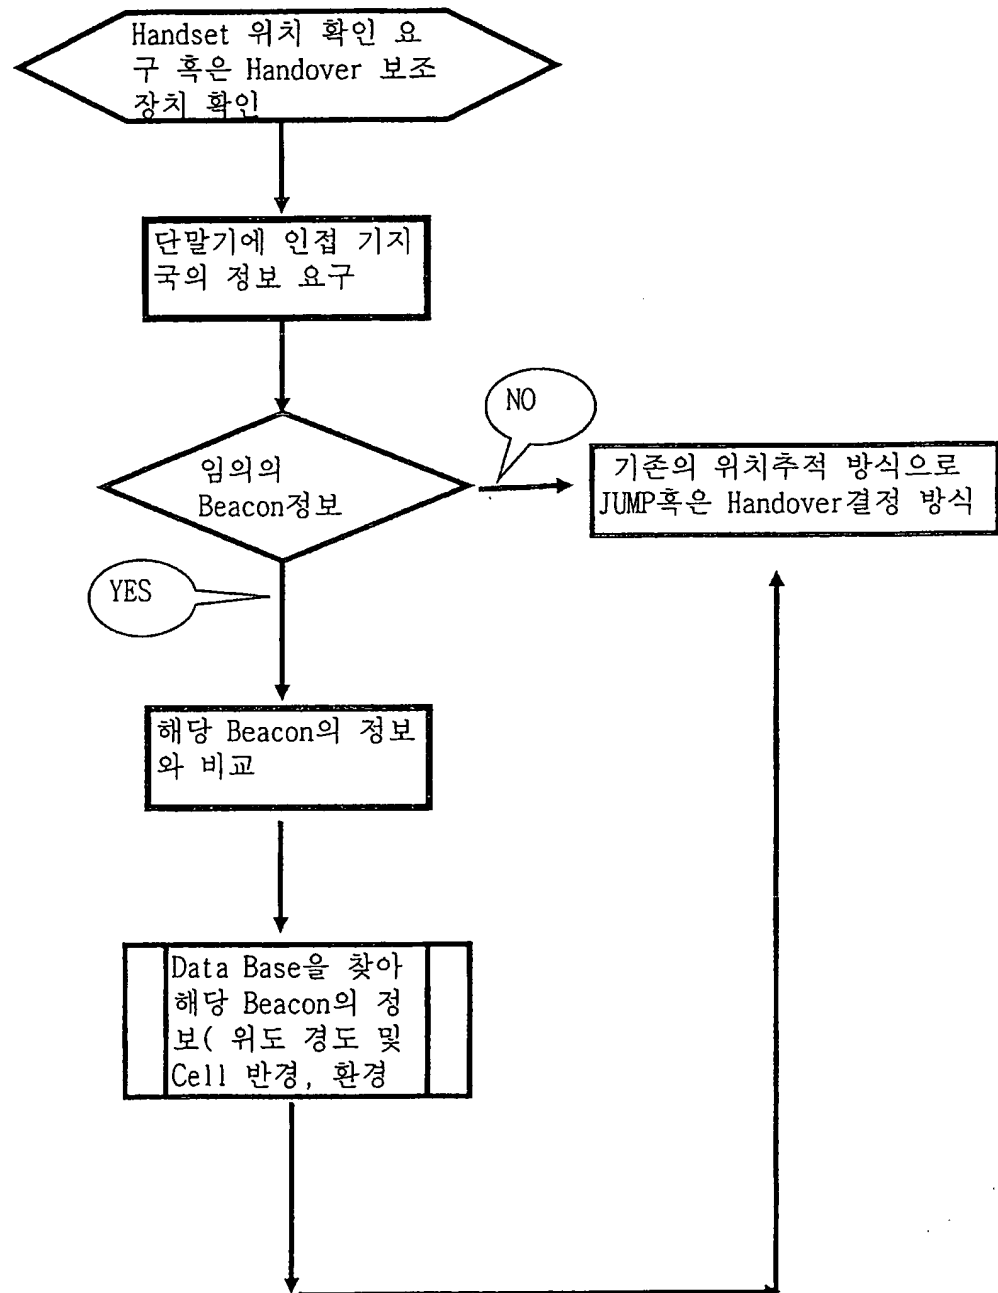 Handset 위치 확인 요
구 혹은 Handover 보조
장치 확인
단말기에 인접 기지
국의 정보 요구
NO
임의의
Beacon정보
기존의 위치추적 방식으로
JUMP혹은 Handover결정 방식
YES
해당 Beacon의 정보
와 비교
Data Base을 찾아
해당 Beacon의 정
보( 위도 경도 및
Cell 반경, 환경